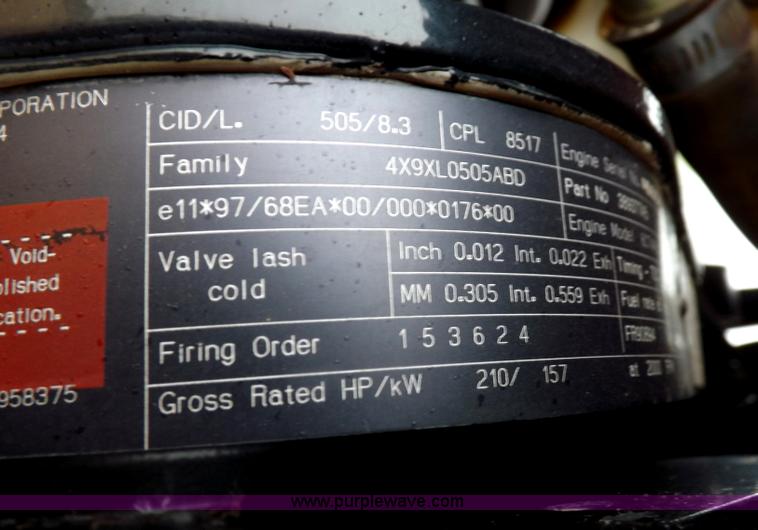 PORATION
4
Void-
lished
cation.
958375
CID/L. 505/8.3 CPL 8517 Engine Serial No.
Family 4X9XL0505ABD Part No
e11*97/68EA*00/000*0176*00 Engine Model
Valve lash cold Inch 0.012 Int. 0.022 Exh Timing -
MM 0.305 Int. 0.559 Exh Fuel rate
Firing Order 1 5 3 6 2 4
Gross Rated HP/kW 210/ 157 at
www.purplewave.com